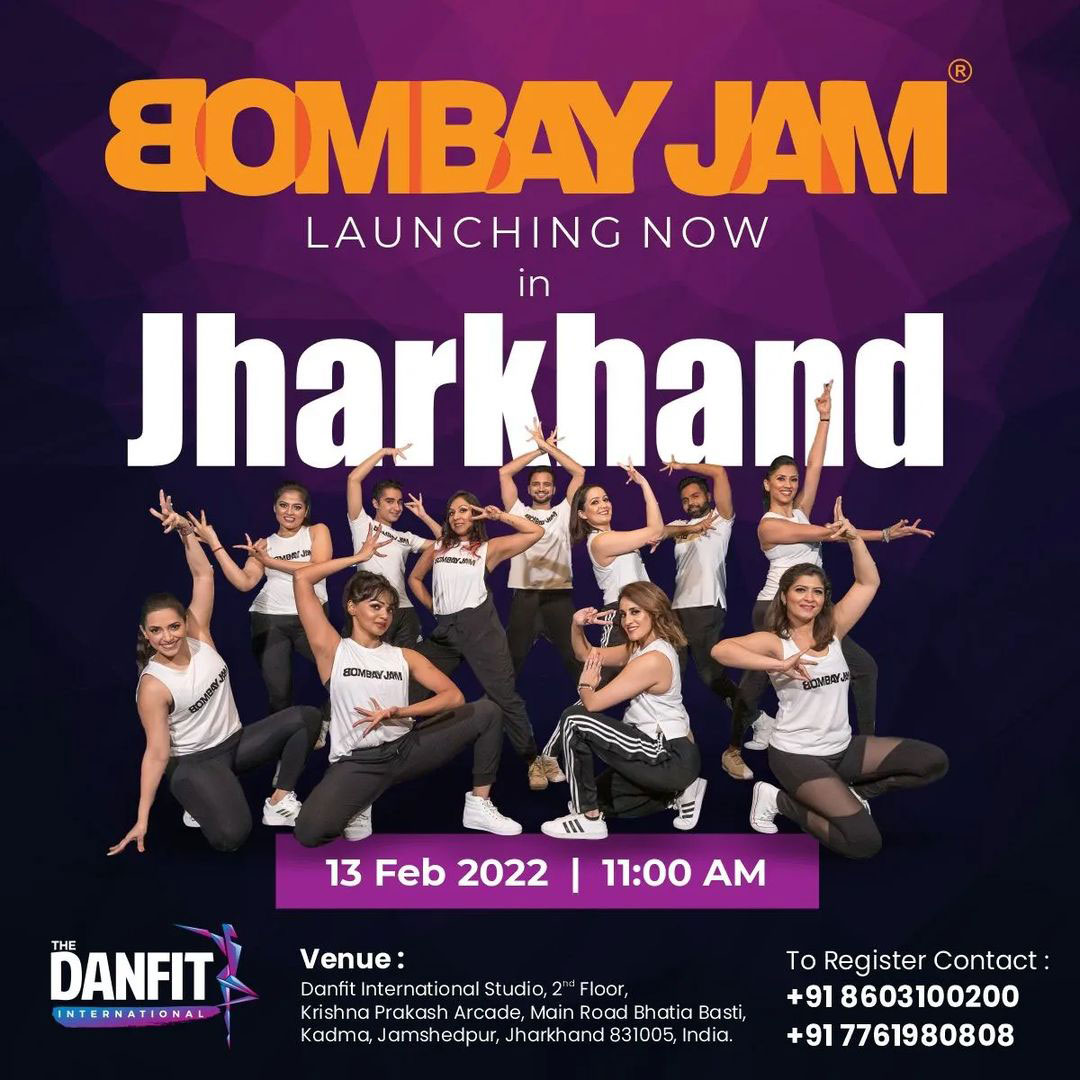 BOMBAY JAM®
LAUNCHING NOW
in
Jharkhand
BOMBAY JAM
BOMBAY JAM
BOMBAY JAM
BOMBAY JAM
BOMBAY JAM
BOMBAY JAM
13 Feb 2022 | 11:00 AM
THE
DANFIT
INTERNATIONAL
Venue :
Danfit International Studio, 2nd Floor,
Krishna Prakash Arcade, Main Road Bhatia Basti,
Kadma, Jamshedpur, Jharkhand 831005, India.
To Register Contact :
+91 8603100200
+91 7761980808